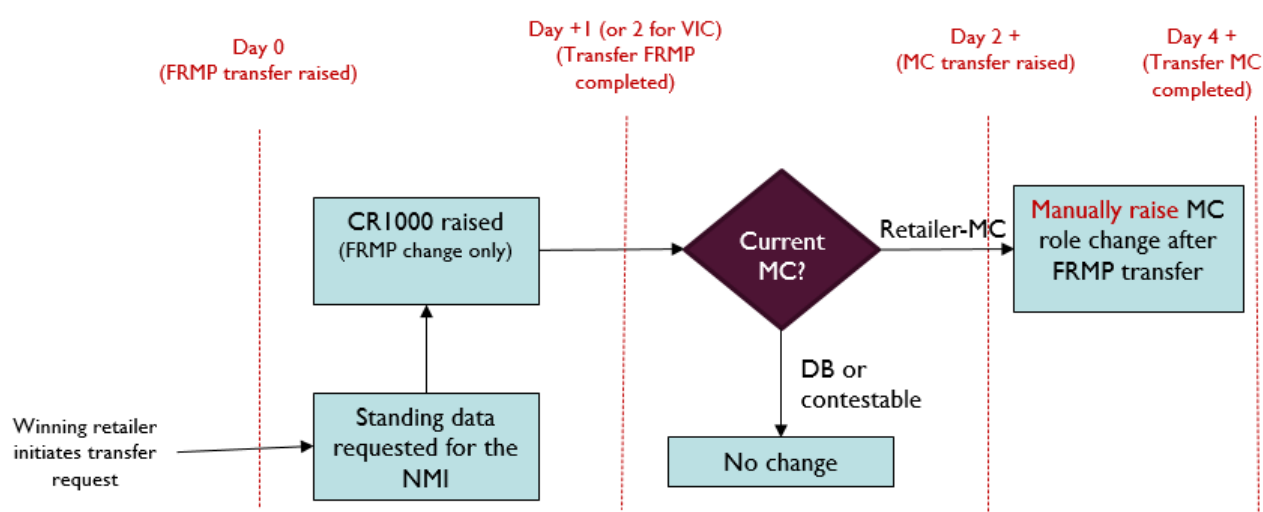 Day 0
(FRMP transfer raised)
Day +1 (or 2 for VIC)
(Transfer FRMP
completed)
Day 2 +
(MC transfer raised)
Day 4 +
(Transfer MC
completed)
CR1000 raised
(FRMP change only)
Current
MC?
Retailer-MC
Manually raise MC
role change after
FRMP transfer
DB or
contestable
Winning retailer
initiates transfer
request
Standing data
requested for the
NMI
No change